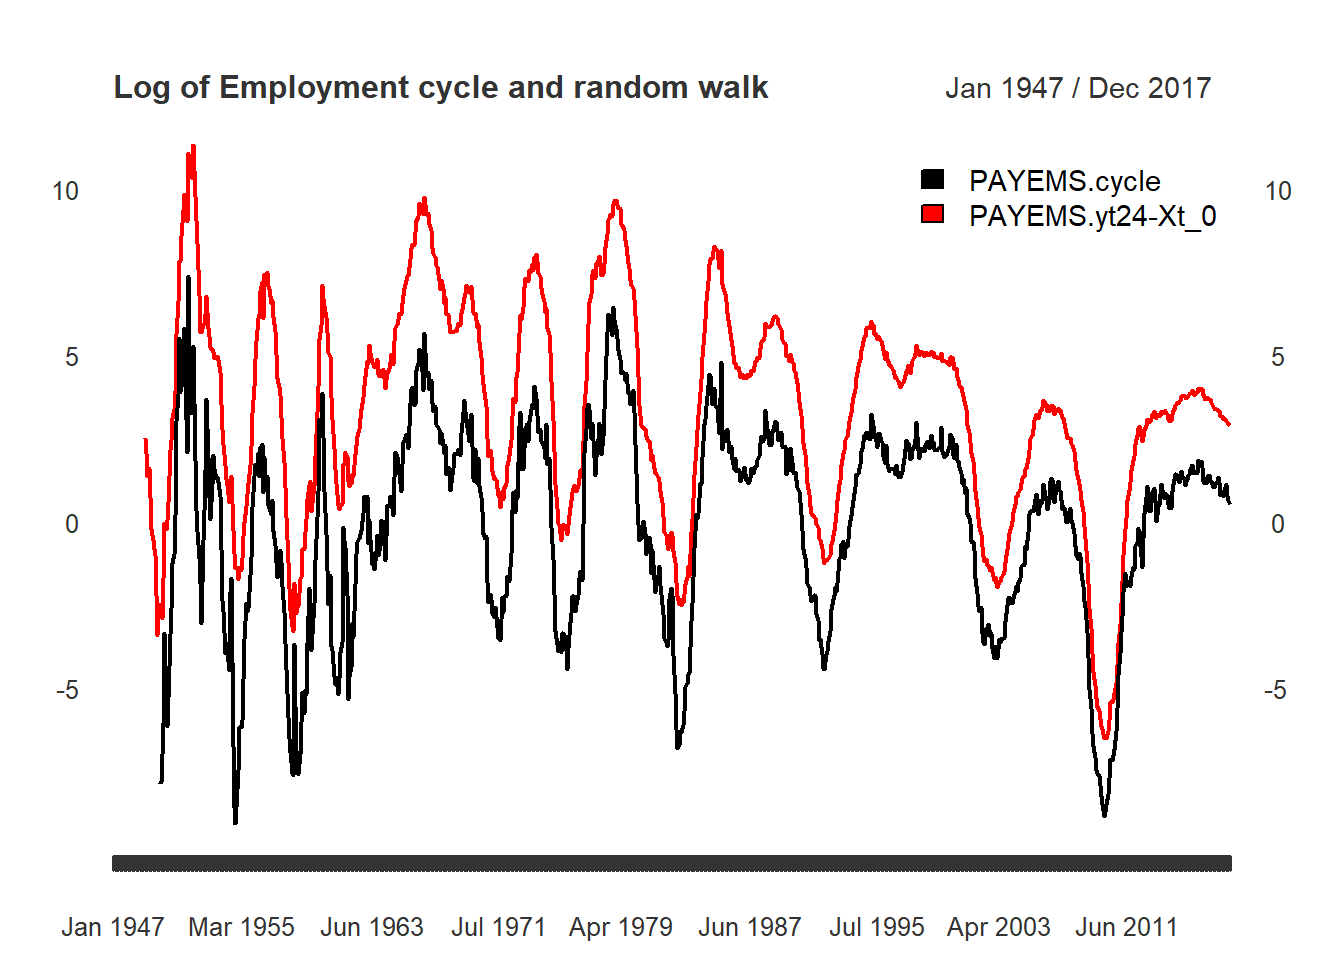 Log of Employment cycle and random walk
Jan 1947 / Dec 2017
PAYEMS.cycle
PAYEMS.yt24-Xt_0
10
10
5
5
0
0
-5
-5
Jan 1947 Mar 1955 Jun 1963 Jul 1971 Apr 1979 Jun 1987 Jul 1995 Apr 2003 Jun 2011